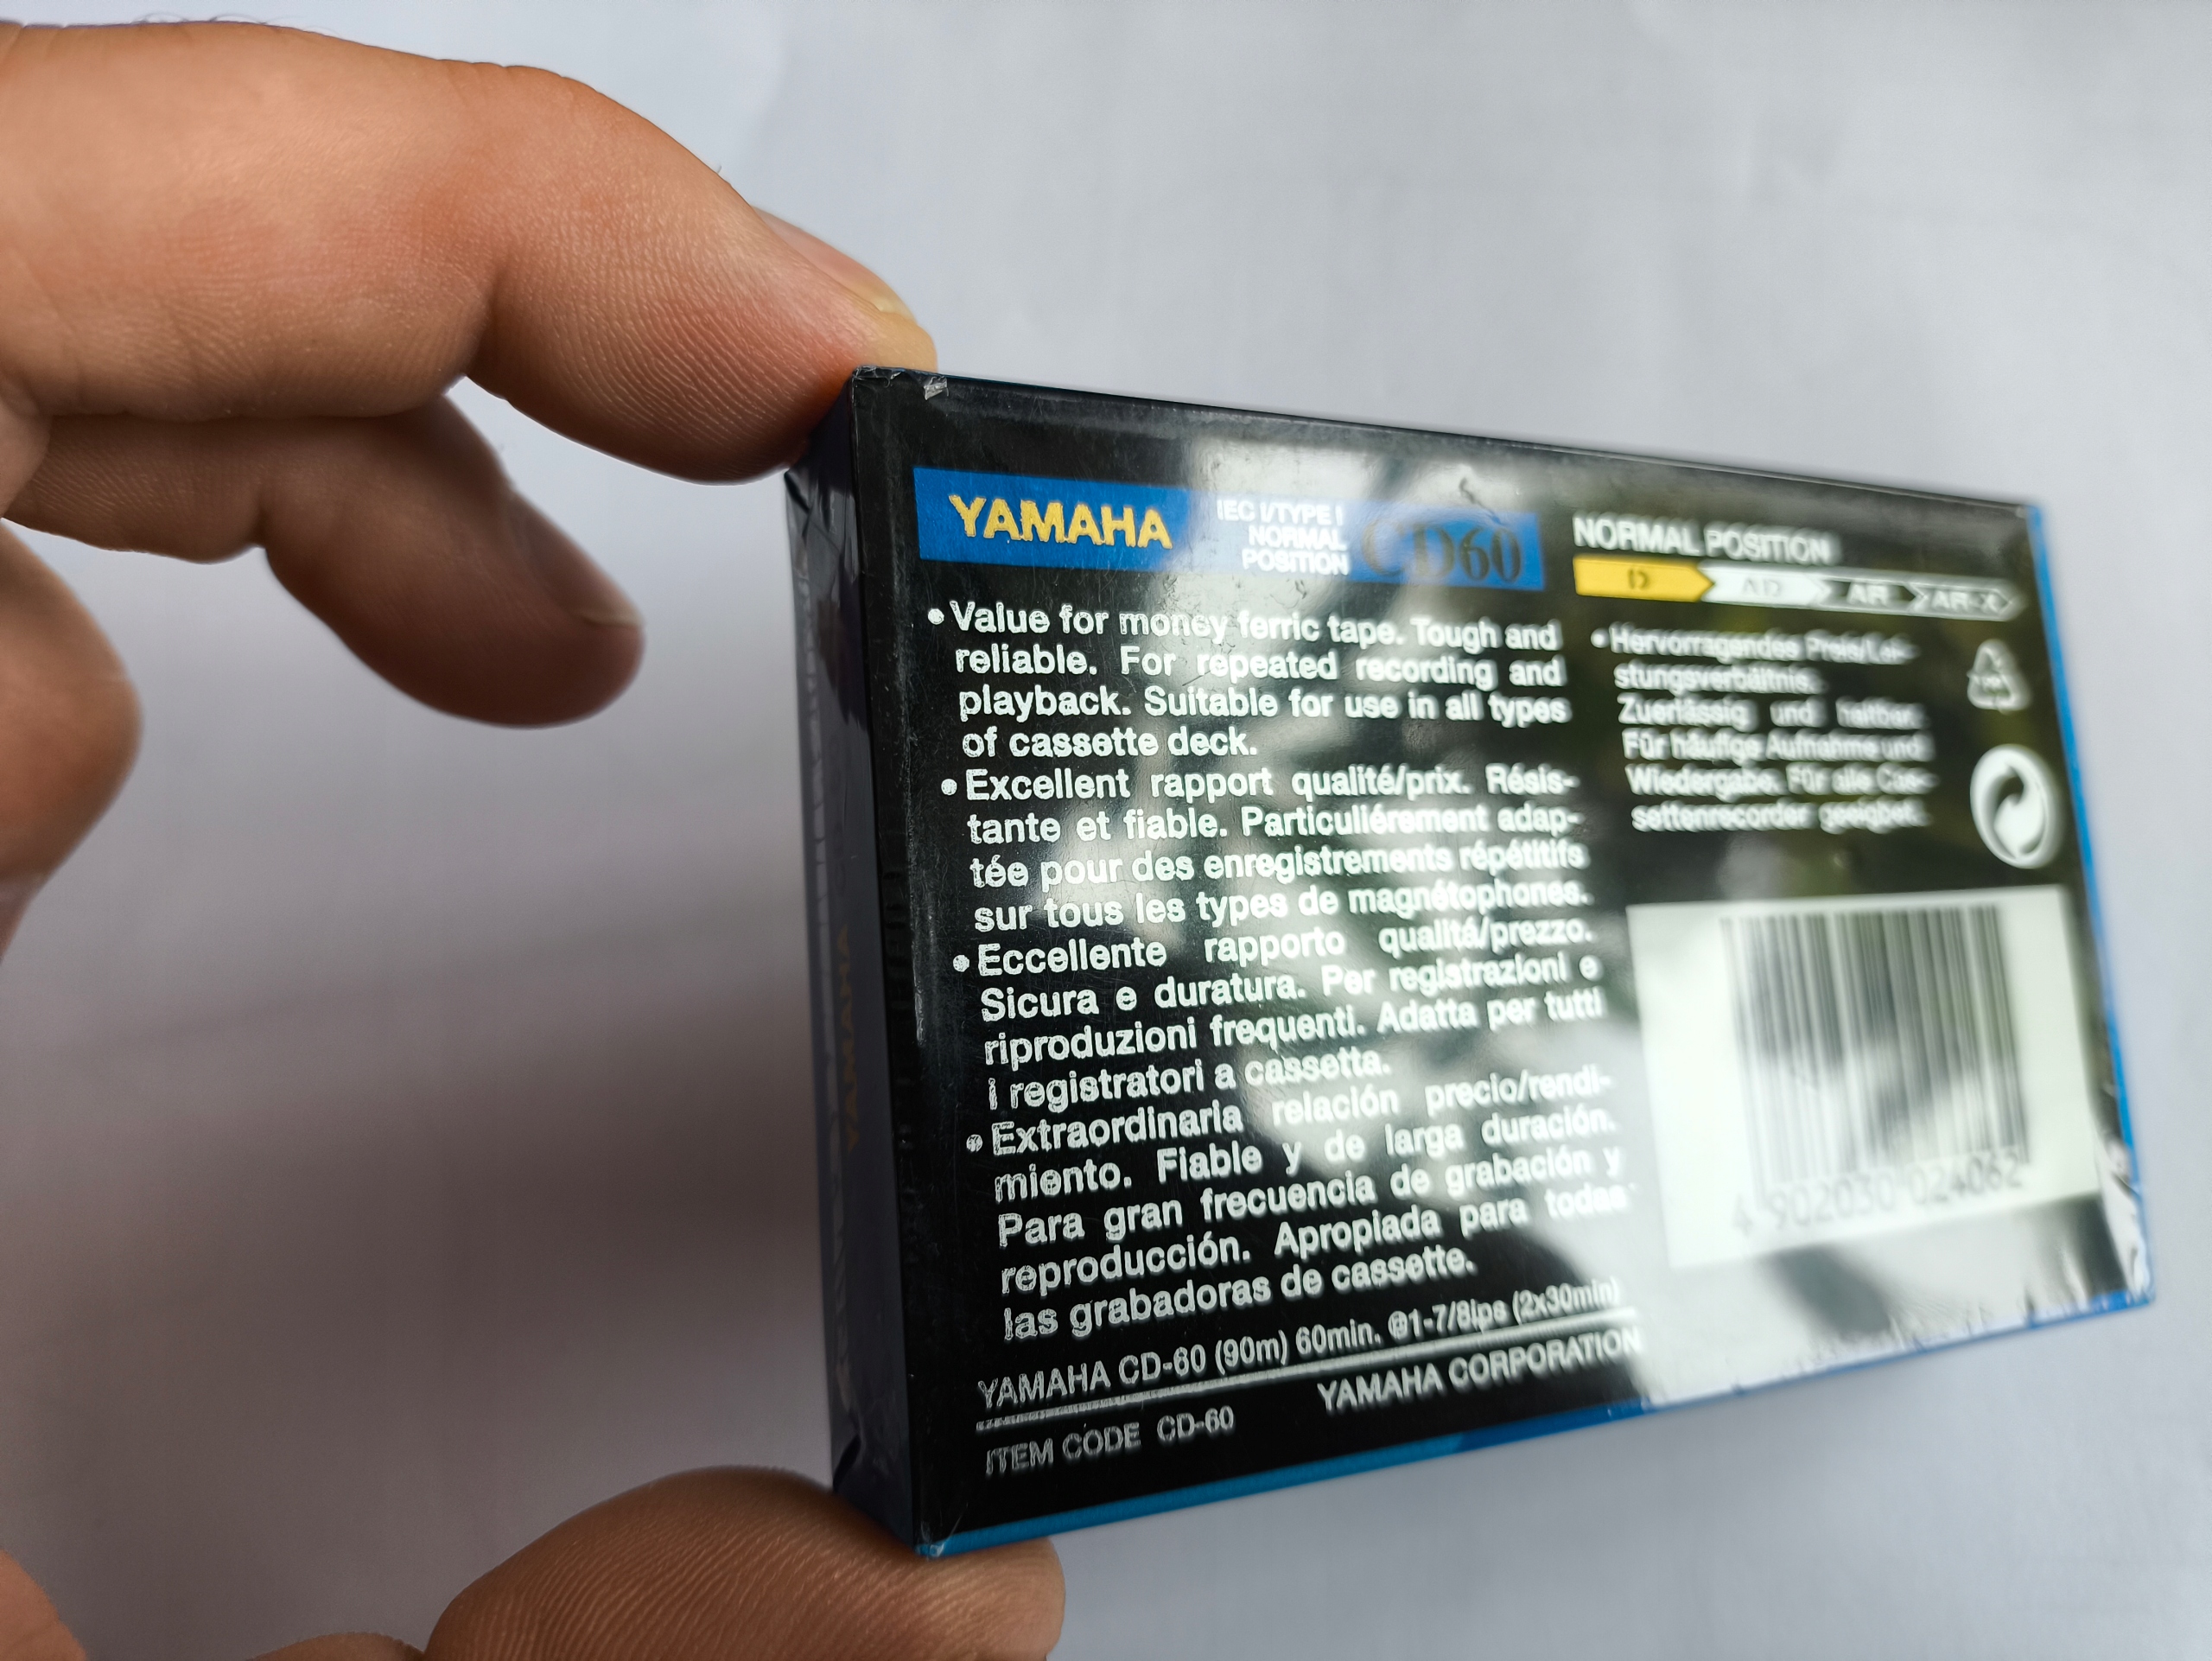 YAMAHA
IEC I/TYPE I
NORMAL
POSITION
CD60
• Value for money ferric tape. Tough and
reliable. For repeated recording and
playback. Suitable for use in all types
of cassette deck.
• Excellent rapport qualité/prix. Résis-
tante et fiable. Particuliérement adap-
tée pour des enregistrements répétitifs
sur tous les types de magnétophones.
• Eccellente rapporto qualitá/prezzo.
Sicura e duratura. Per registrazioni e
riproduzioni frequenti. Adatta per tutti
i registratori a cassetta.
• Extraordinaria relación precio/rendi-
miento. Fiable y de larga duración.
Para gran frecuencia de grabación y
reproducción. Apropiada para todas
las grabadoras de cassette.
YAMAHA CD-60 (90m) 60min. @1-7/8ips (2x30min)
ITEM CODE CD-60
YAMAHA CORPORATION
NORMAL POSITION
D AD AR AR-X
• Hervorragendes Preis/Lei-
stungsverhältnis.
Zuerlässig und haltbar.
Für häufige Aufnahme und
Wiedergabe. Für alle Cas-
settenrecorder geeignet.
4 902030 024062
YAMAHA